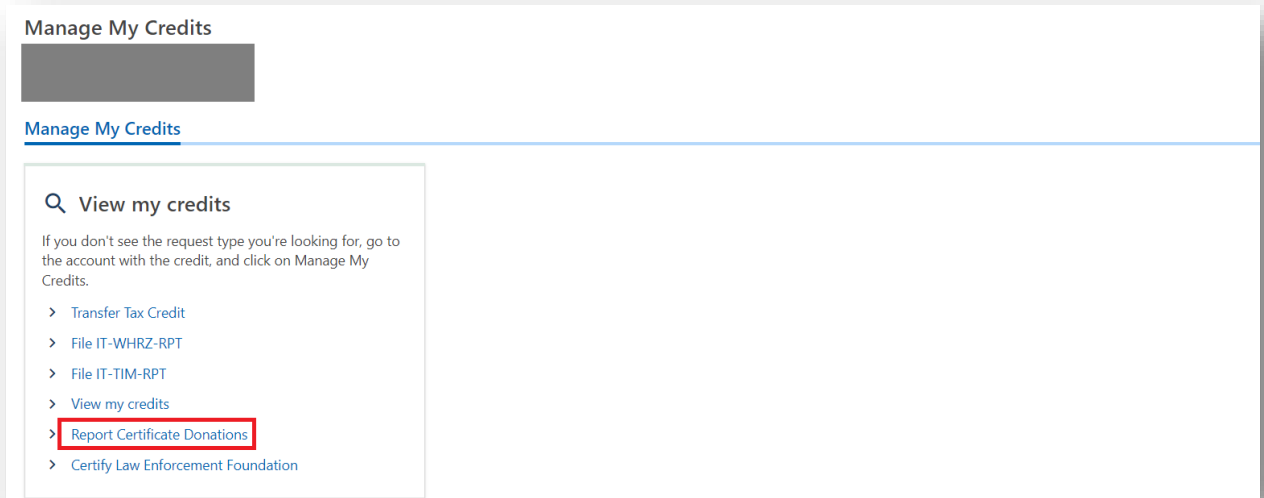 Manage My Credits
Manage My Credits
View my credits
If you don't see the request type you're looking for, go to
the account with the credit, and click on Manage My
Credits.
Transfer Tax Credit
File IT-WHRZ-RPT
File IT-TIM-RPT
View my credits
Report Certificate Donations
Certify Law Enforcement Foundation